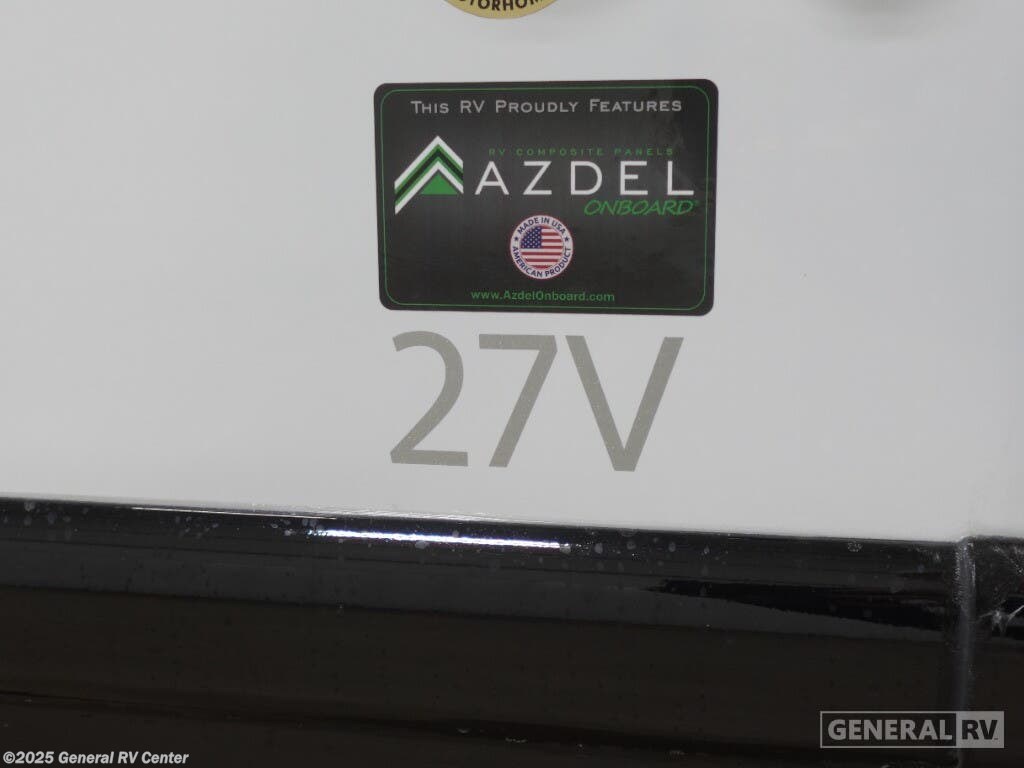 This RV Proudly Features
RV COMPOSITE PANELS
AZDEL
ONBOARD®
MADE IN USA
AMERICAN PRODUCT
www.AzdelOnboard.com
27V
GENERAL RV
©2025 General RV Center